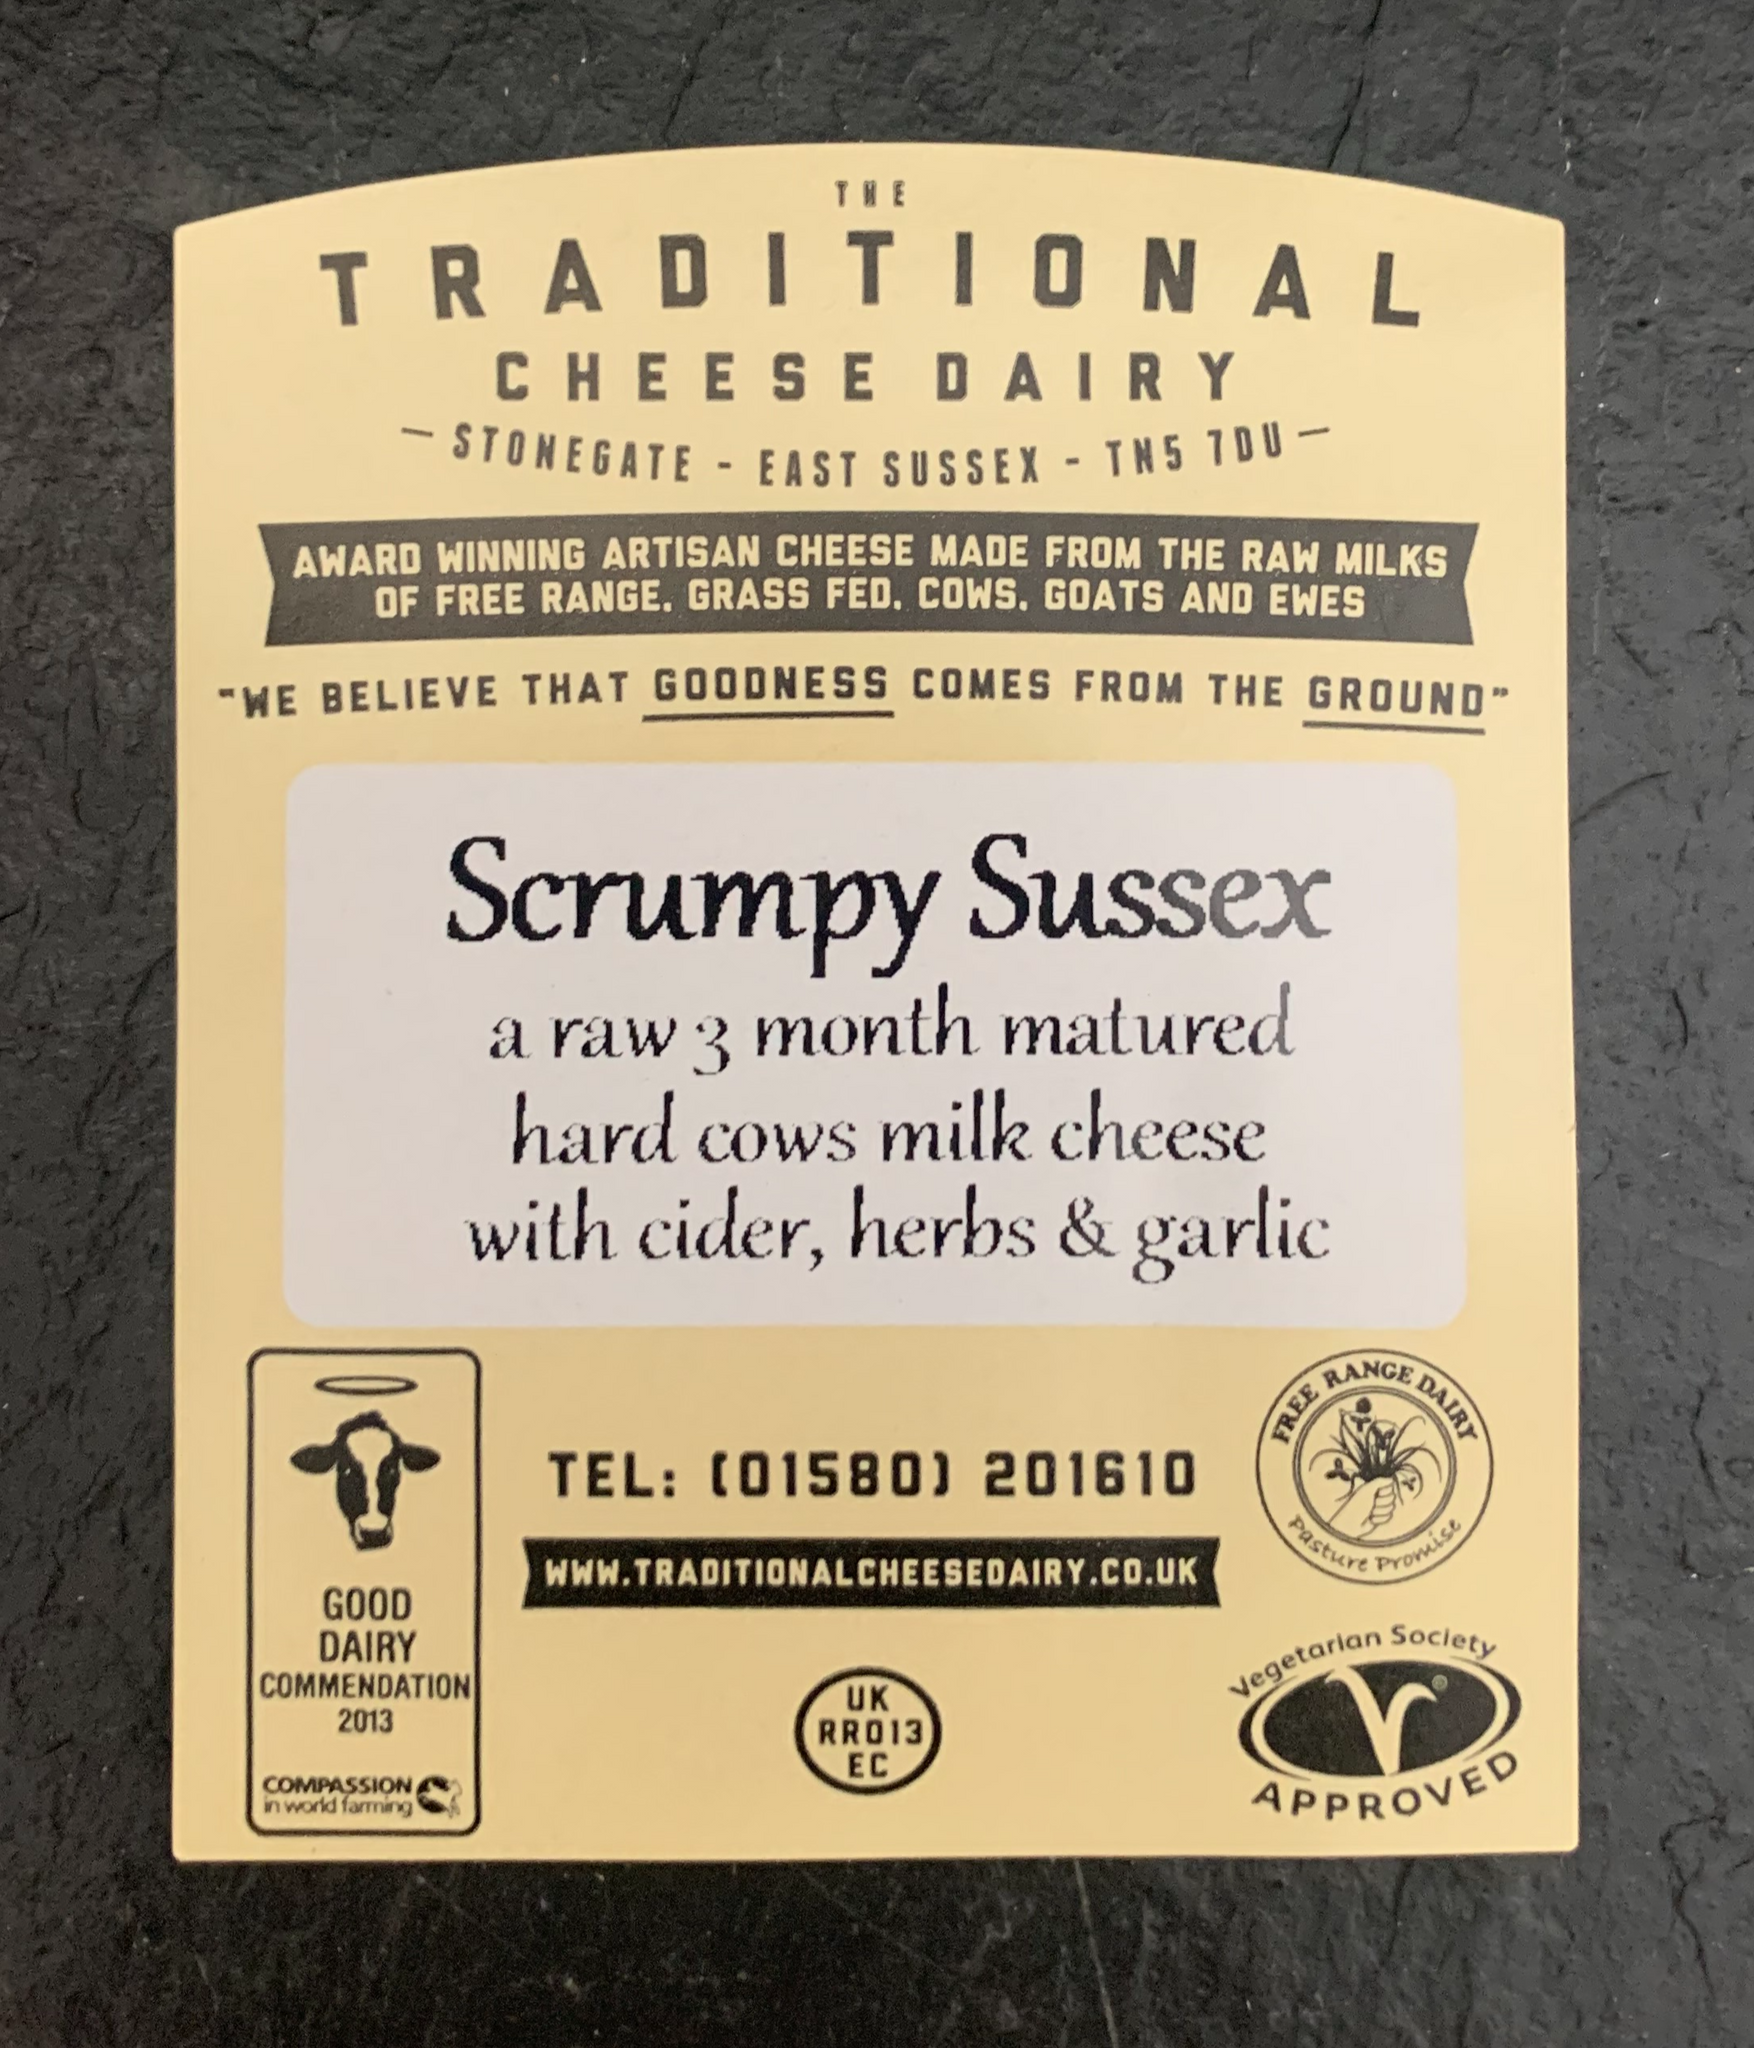 THE
TRADITIONAL
CHEESE DAIRY
— STONEGATE - EAST SUSSEX - TN5 7DU —
AWARD WINNING ARTISAN CHEESE MADE FROM THE RAW MILKS
OF FREE RANGE. GRASS FED. COWS. GOATS AND EWES
"WE BELIEVE THAT GOODNESS COMES FROM THE GROUND"
Scrumpy Sussex
a raw 3 month matured
hard cows milk cheese
with cider, herbs & garlic
GOOD
DAIRY
COMMENDATION
2013
COMPASSION
in world farming
TEL: (01580) 201610
WWW.TRADITIONALCHEESEDAIRY.CO.UK
UK
RR013
EC
FREE RANGE DAIRY
Pasture Promise
Vegetarian Society
V®
APPROVED